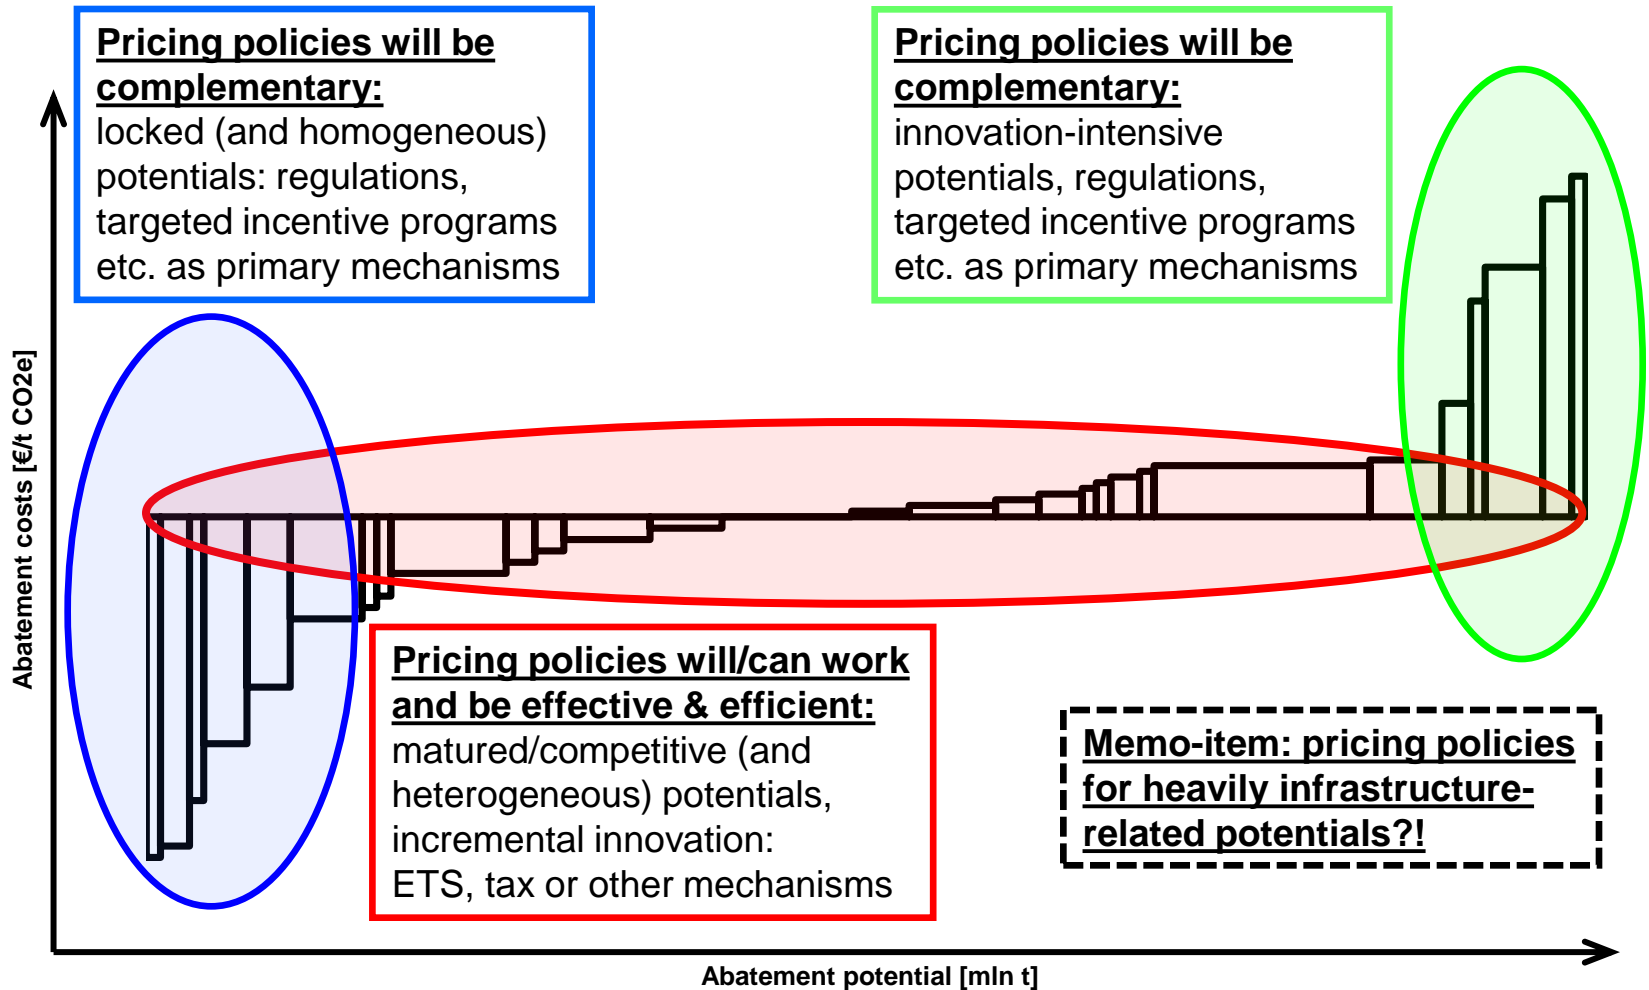 Pricing policies will be
complementary:
locked (and homogeneous)
potentials: regulations,
targeted incentive programs
etc. as primary mechanisms
Pricing policies will be
complementary:
innovation-intensive
potentials, regulations,
targeted incentive programs
etc. as primary mechanisms
Abatement costs [€/t CO2e]
Pricing policies will/can work
and be effective & efficient:
matured/competitive (and
heterogeneous) potentials,
incremental innovation:
ETS, tax or other mechanisms
Memo-item: pricing policies
for heavily infrastructure-
related potentials?!
Abatement potential [mln t]